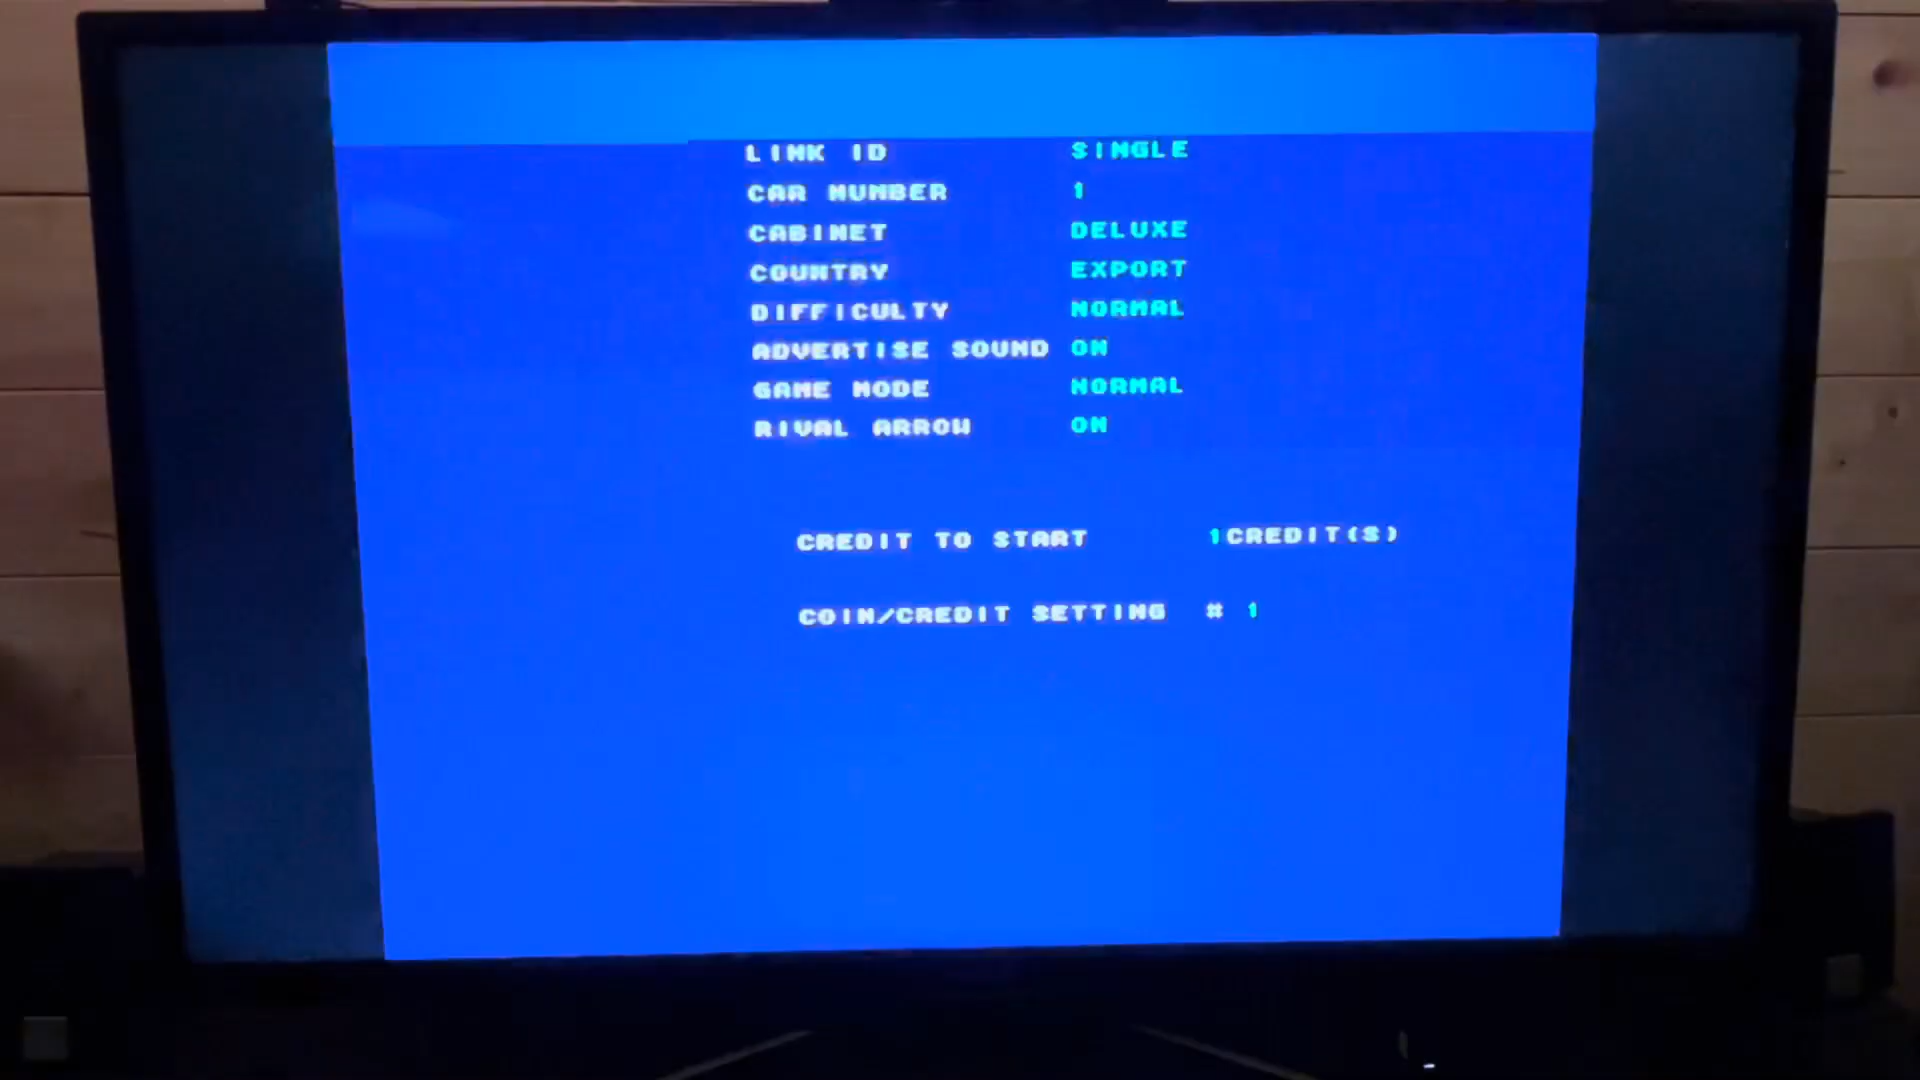 LINK ID SINGLE
CAR NUMBER 1
CABINET DELUXE
COUNTRY EXPORT
DIFFICULTY NORMAL
ADVERTISE SOUND ON
GAME MODE NORMAL
RIVAL ARROW ON
CREDIT TO START 1CREDIT(S)
COIN/CREDIT SETTING # 1